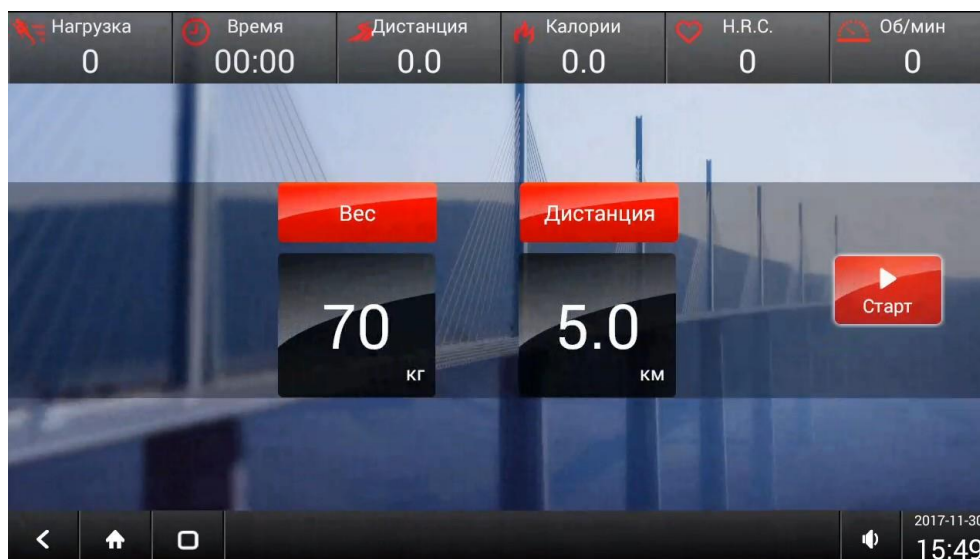 Нагрузка
0
Время
00:00
Дистанция
0.0
Калории
0.0
H.R.C.
0
Об/мин
0
Вес
70
кг
Дистанция
5.0
км
Старт
2017-11-30
15:49